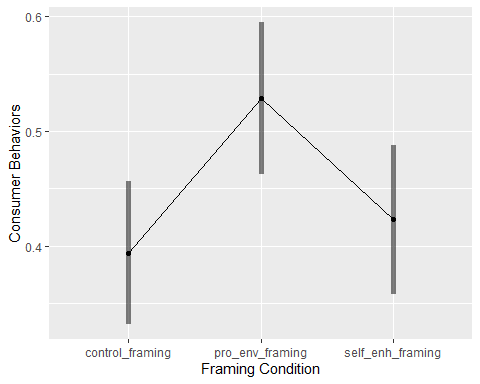 0.6
0.5
0.4
Consumer Behaviors
control_framing
pro_env_framing
self_enh_framing
Framing Condition